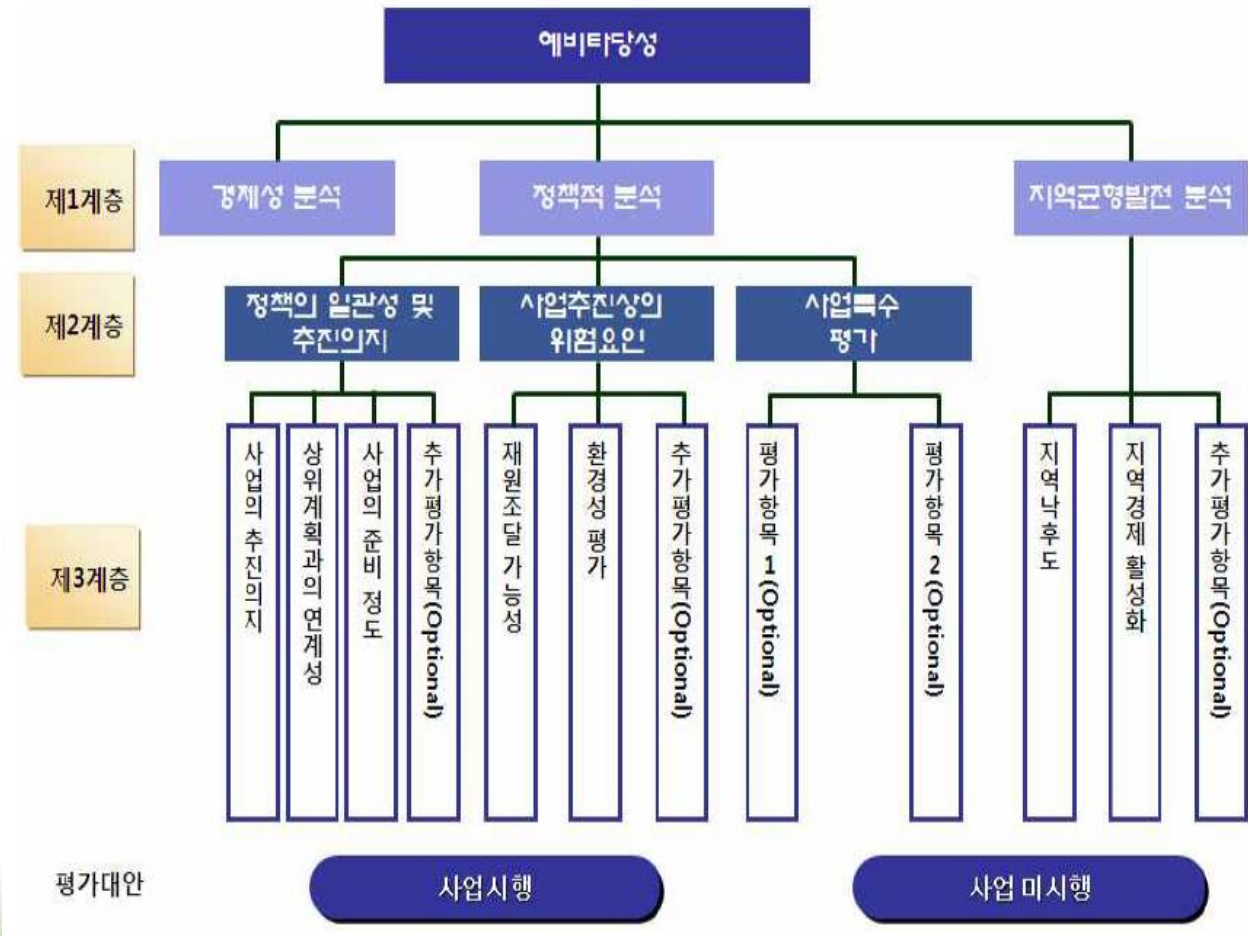 예비타당성
제1계층
경제성 분석
정책적 분석
지역균형발전 분석
제2계층
정책의 일관성 및
추진의지
사업추진상의
위험요인
사업특수
평가
제3계층
사업의 추진의지
상위계획과의 연계성
사업의 준비 정도
추가평가항목(Optional)
재원조달 가능성
환경성 평가
추가평가항목(Optional)
평가항목 1(Optional)
평가항목 2(Optional)
지역낙후도
지역경제 활성화
추가평가항목(Optional)
평가대안
사업시행
사업 미시행